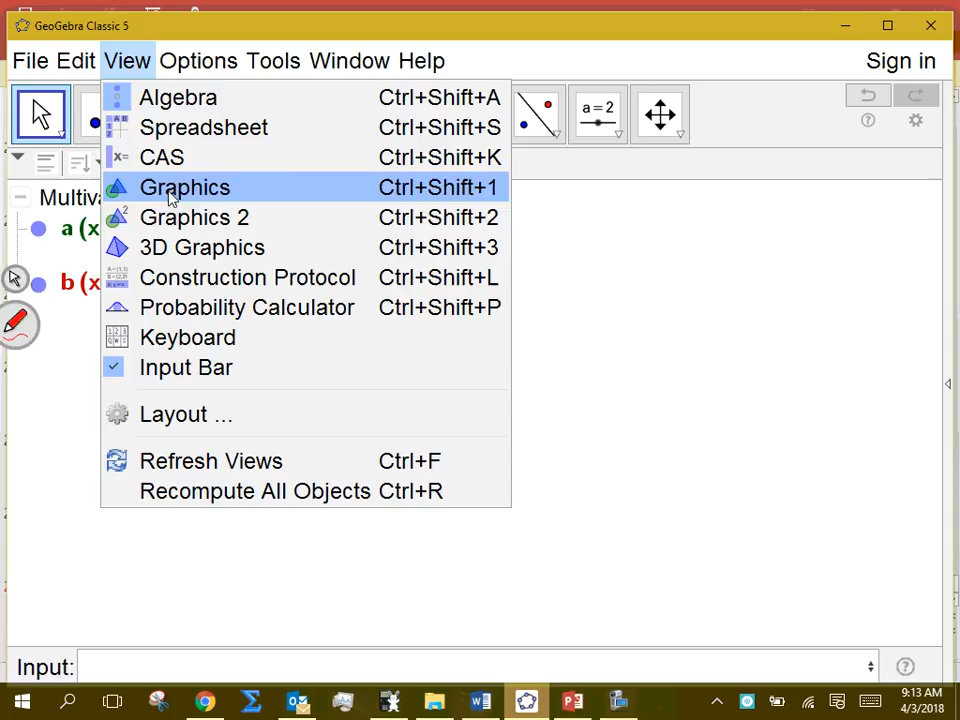 GeoGebra Classic 5
File Edit View Options Tools Window Help Sign in
a = 2
Algebra Ctrl+Shift+A
Spreadsheet Ctrl+Shift+S
CAS Ctrl+Shift+K
Graphics Ctrl+Shift+1
Graphics 2 Ctrl+Shift+2
3D Graphics Ctrl+Shift+3
Construction Protocol Ctrl+Shift+L
Probability Calculator Ctrl+Shift+P
Keyboard
Input Bar
Layout ...
Refresh Views Ctrl+F
Recompute All Objects Ctrl+R
Multiva
a (x
b (x
Input:
9:13 AM
4/3/2018